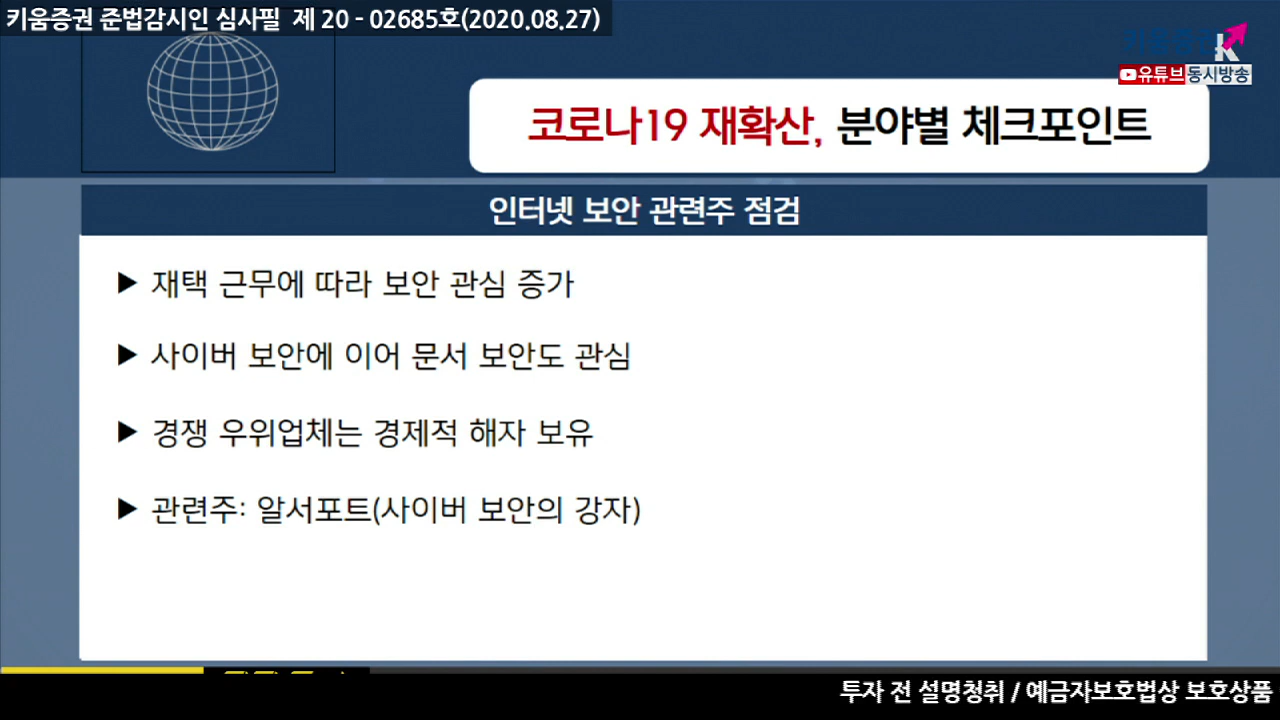 키움증권 준법감시인 심사필 제 20 - 02685호(2020.08.27)
키움증권
유튜브 동시방송
코로나19 재확산, 분야별 체크포인트
인터넷 보안 관련주 점검
▶ 재택 근무에 따라 보안 관심 증가
▶ 사이버 보안에 이어 문서 보안도 관심
▶ 경쟁 우위업체는 경제적 해자 보유
▶ 관련주: 알서포트(사이버 보안의 강자)
투자 전 설명청취 / 예금자보호법상 보호상품